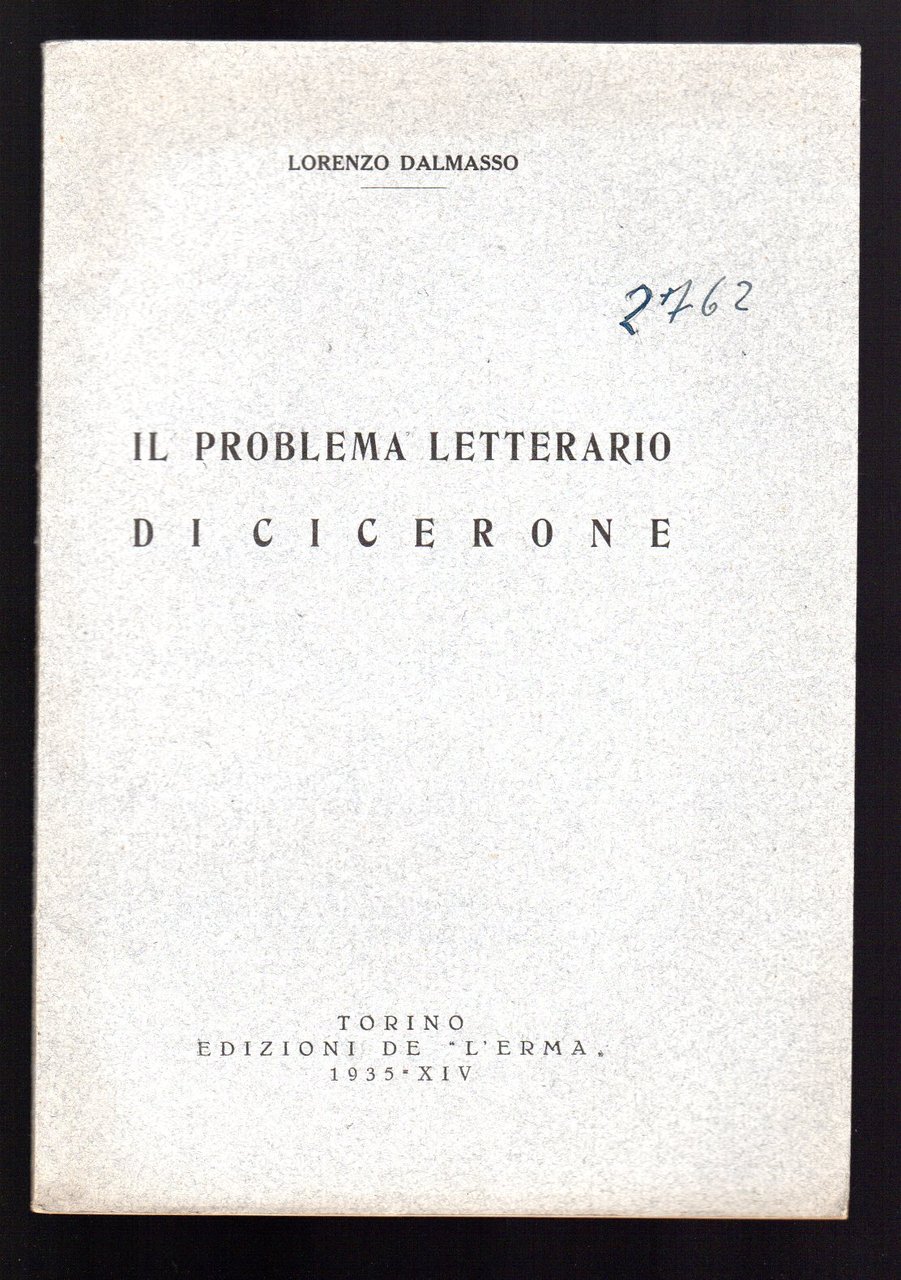 LORENZO DALMASSO
2762
IL PROBLEMA LETTERARIO
DI CICERONE
TORINO
EDIZIONI DE "L'ERMA„
1935-XIV